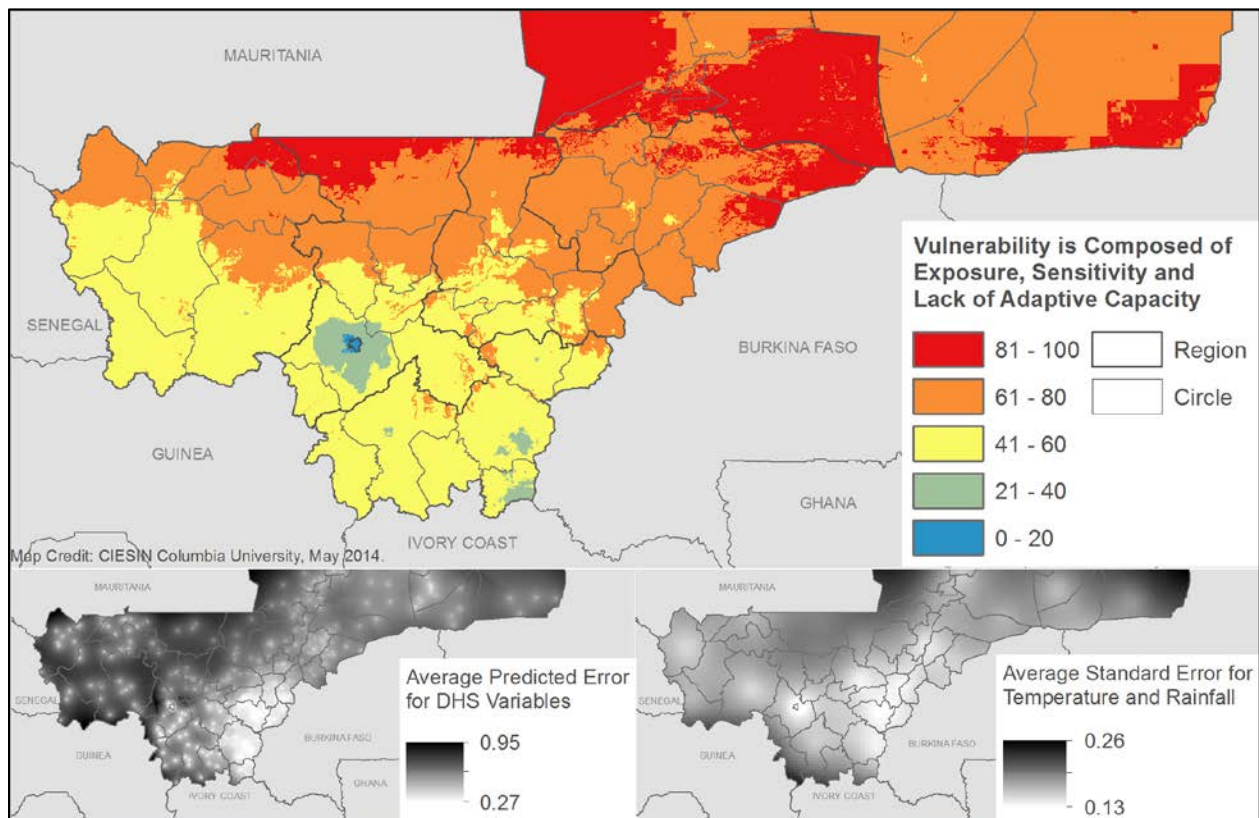 MAURITANIA
SENEGAL
GUINEA
IVORY COAST
BURKINA FASO
GHANA
Vulnerability is Composed of
Exposure, Sensitivity and
Lack of Adaptive Capacity
81 - 100
Region
61 - 80
Circle
41 - 60
21 - 40
0 - 20
Map Credit: CIESIN Columbia University, May 2014.
MAURITANIA
SENEGAL
GUINEA
IVORY COAST
BURKINA FASO
GHANA
Average Predicted Error
for DHS Variables
0.95
0.27
MAURITANIA
SENEGAL
GUINEA
IVORY COAST
BURKINA FASO
Average Standard Error for
Temperature and Rainfall
0.26
0.13